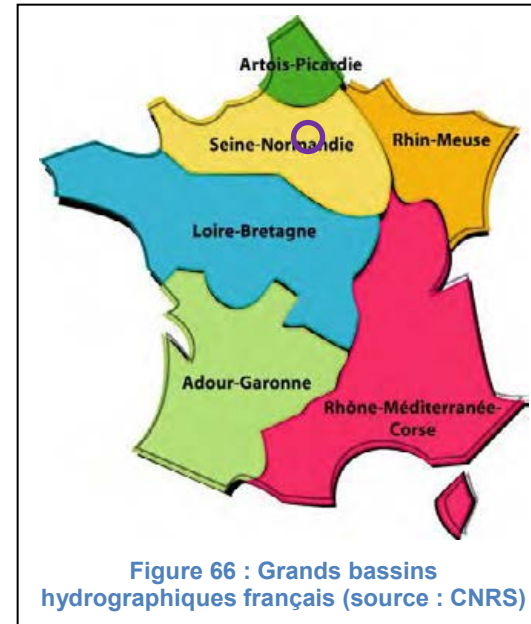 Artois-Picardie
Seine-Normandie
Rhin-Meuse
Loire-Bretagne
Adour-Garonne
Rhône-Méditerranée-
Corse
Figure 66 : Grands bassins
hydrographiques français (source : CNRS)